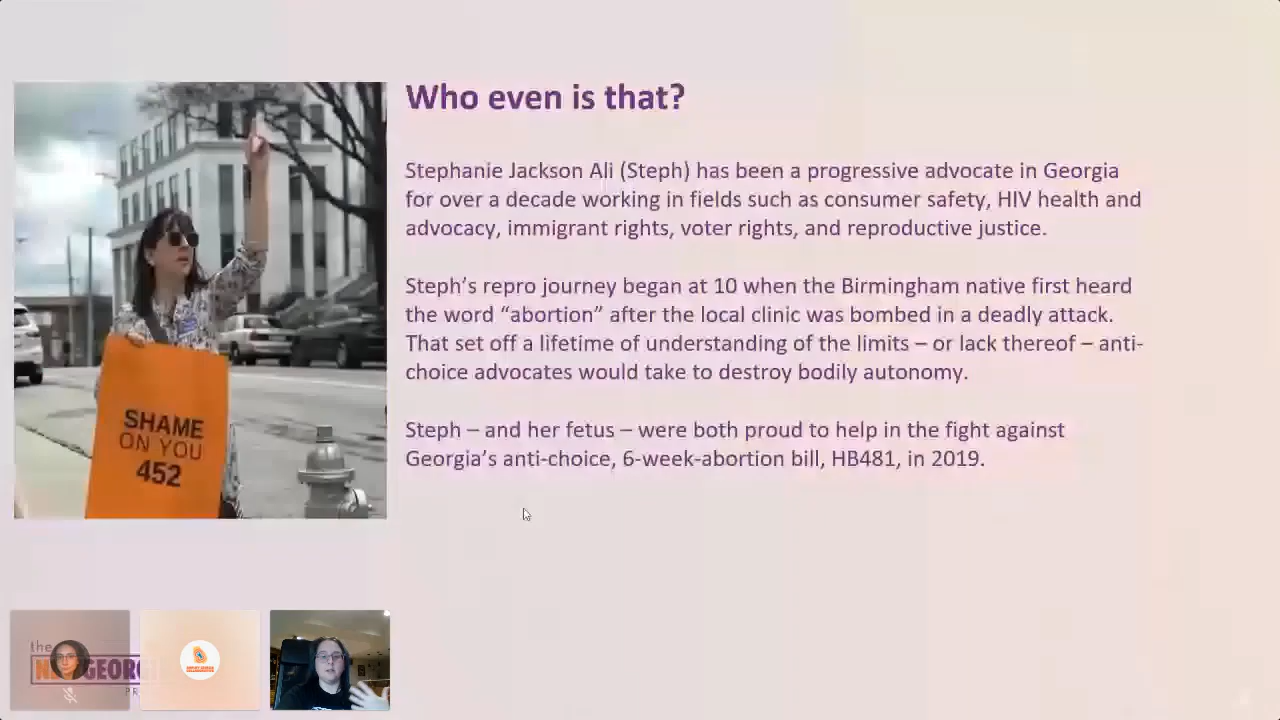 Who even is that?
Stephanie Jackson Ali (Steph) has been a progressive advocate in Georgia
for over a decade working in fields such as consumer safety, HIV health and
advocacy, immigrant rights, voter rights, and reproductive justice.
Steph’s repro journey began at 10 when the Birmingham native first heard
the word “abortion” after the local clinic was bombed in a deadly attack.
That set off a lifetime of understanding of the limits – or lack thereof – anti-
choice advocates would take to destroy bodily autonomy.
Steph – and her fetus – were both proud to help in the fight against
Georgia’s anti-choice, 6-week-abortion bill, HB481, in 2019.
SHAME
ON YOU
452
the